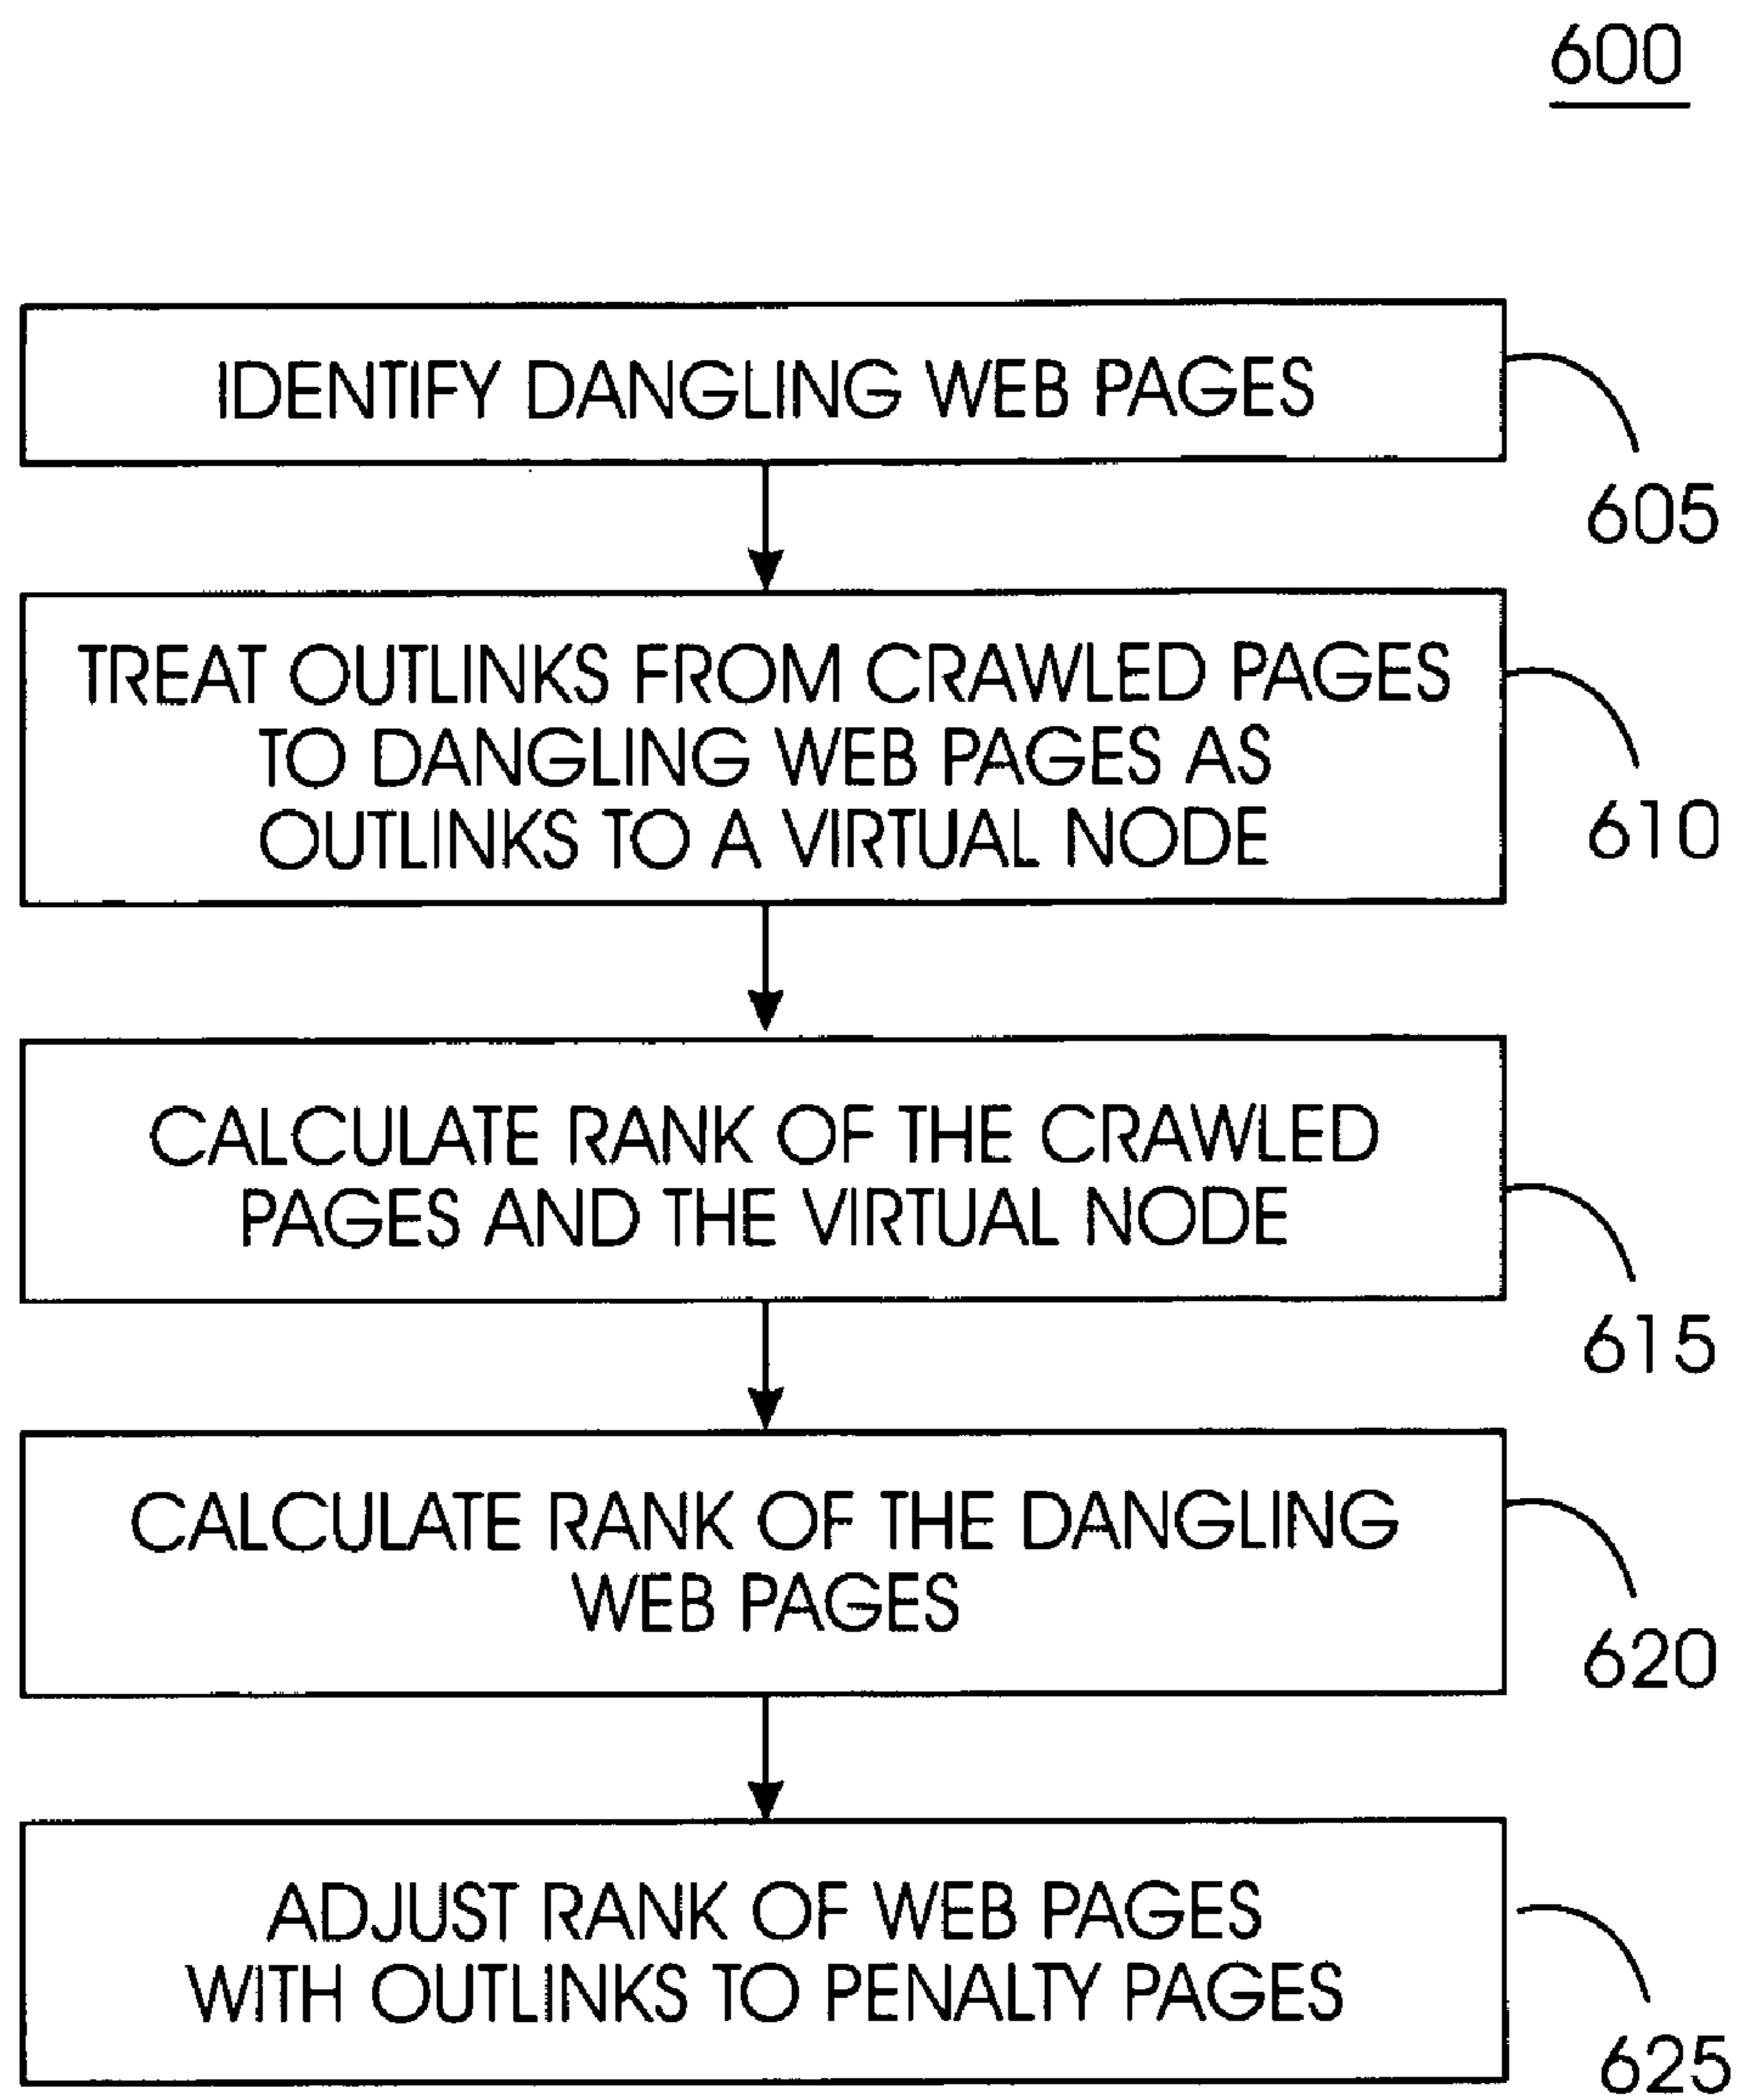 600
IDENTIFY DANGLING WEB PAGES
605
TREAT OUTLINKS FROM CRAWLED PAGES
TO DANGLING WEB PAGES AS
OUTLINKS TO A VIRTUAL NODE
610
CALCULATE RANK OF THE CRAWLED
PAGES AND THE VIRTUAL NODE
615
CALCULATE RANK OF THE DANGLING
WEB PAGES
620
ADJUST RANK OF WEB PAGES
WITH OUTLINKS TO PENALTY PAGES
625